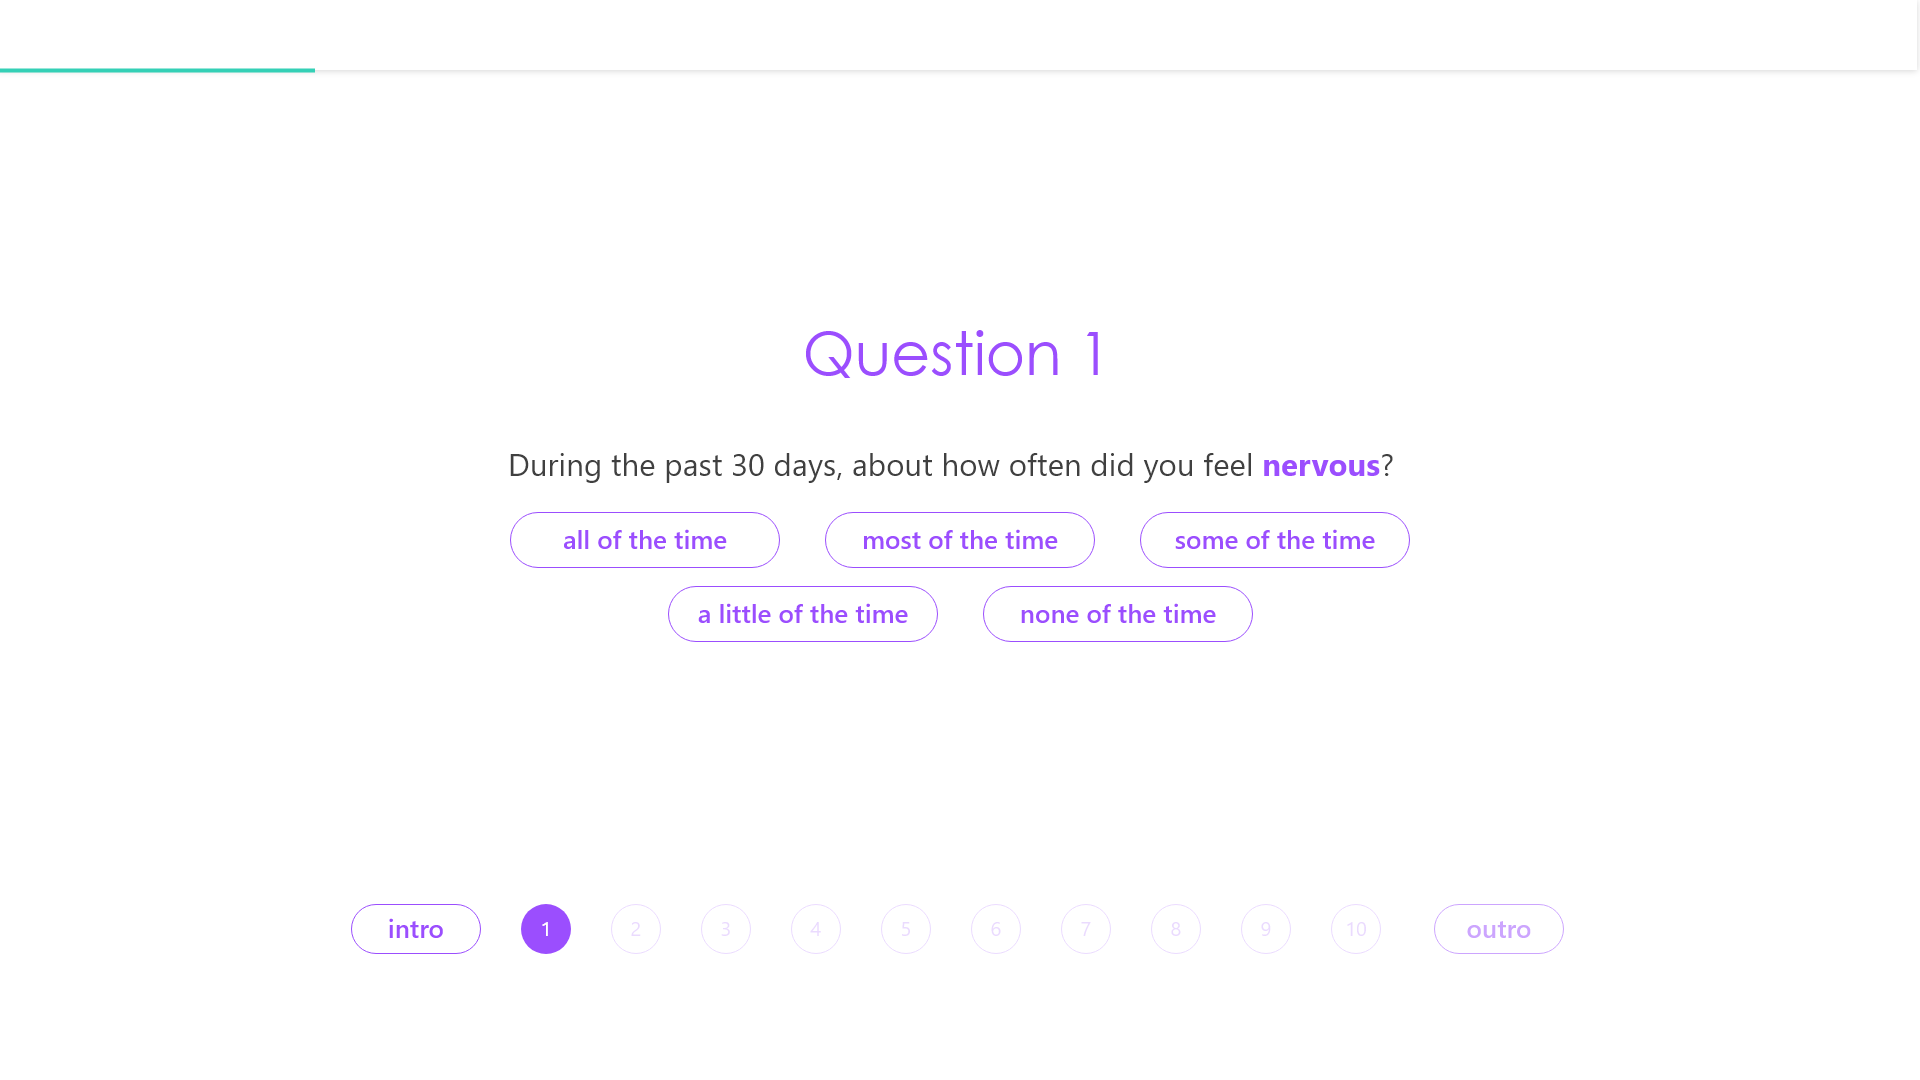 Question 1
During the past 30 days, about how often did you feel nervous?
all of the time most of the time some of the time
a little of the time none of the time
intro 1 2 3 4 5 6 7 8 9 10 outro